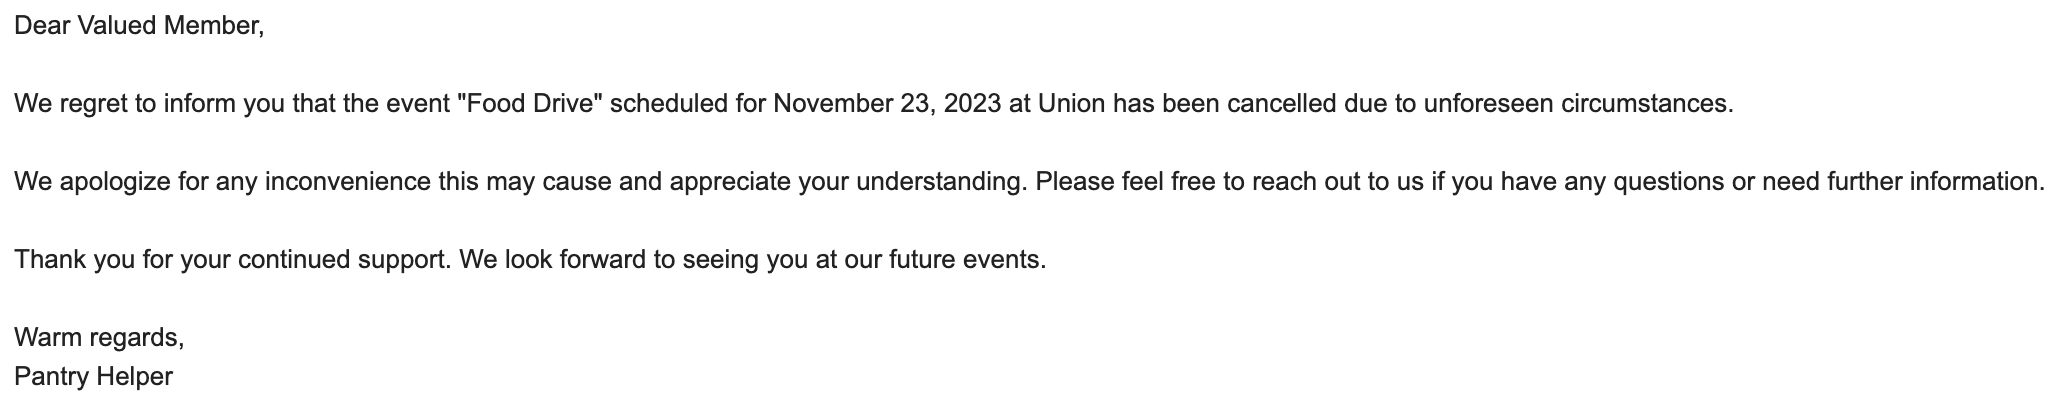 Dear Valued Member,
We regret to inform you that the event "Food Drive" scheduled for November 23, 2023 at Union has been cancelled due to unforeseen circumstances.
We apologize for any inconvenience this may cause and appreciate your understanding. Please feel free to reach out to us if you have any questions or need further information.
Thank you for your continued support. We look forward to seeing you at our future events.
Warm regards,
Pantry Helper